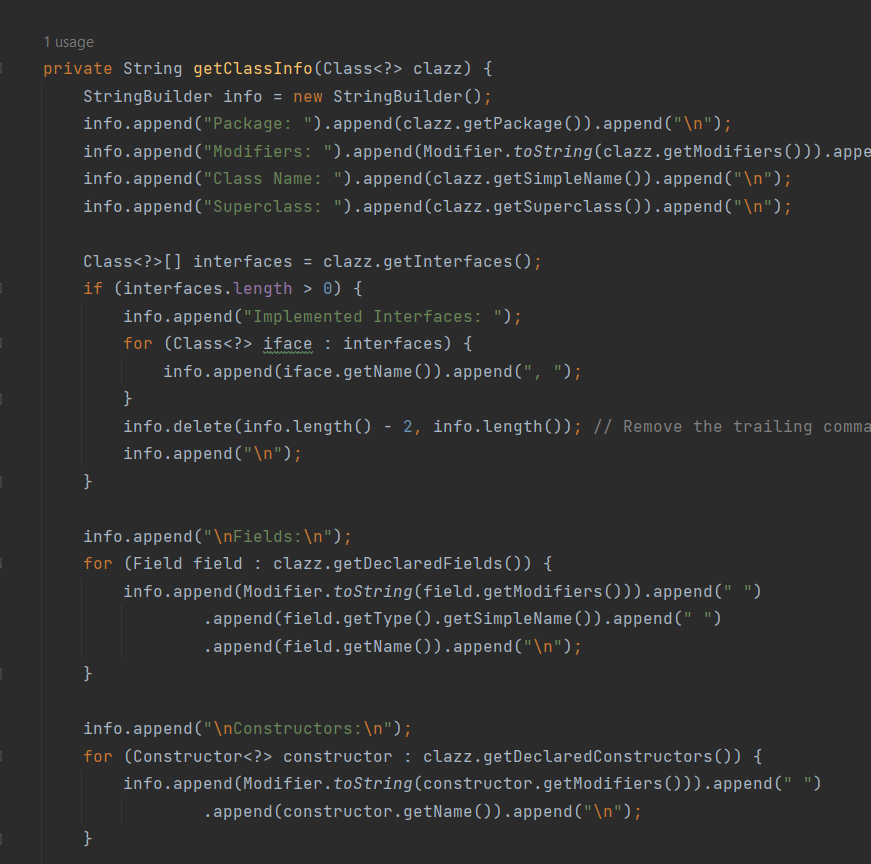 1 usage
private String getClassInfo(Class<?> clazz) {
    StringBuilder info = new StringBuilder();
    info.append("Package: ").append(clazz.getPackage()).append("\n");
    info.append("Modifiers: ").append(Modifier.toString(clazz.getModifiers())).appe
    info.append("Class Name: ").append(clazz.getSimpleName()).append("\n");
    info.append("Superclass: ").append(clazz.getSuperclass()).append("\n");

    Class<?>[] interfaces = clazz.getInterfaces();
    if (interfaces.length > 0) {
        info.append("Implemented Interfaces: ");
        for (Class<?> iface : interfaces) {
            info.append(iface.getName()).append(", ");
        }
        info.delete(info.length() - 2, info.length()); // Remove the trailing comma
        info.append("\n");
    }

    info.append("\nFields:\n");
    for (Field field : clazz.getDeclaredFields()) {
        info.append(Modifier.toString(field.getModifiers())).append(" ")
                .append(field.getType().getSimpleName()).append(" ")
                .append(field.getName()).append("\n");
    }

    info.append("\nConstructors:\n");
    for (Constructor<?> constructor : clazz.getDeclaredConstructors()) {
        info.append(Modifier.toString(constructor.getModifiers())).append(" ")
                .append(constructor.getName()).append("\n");
    }